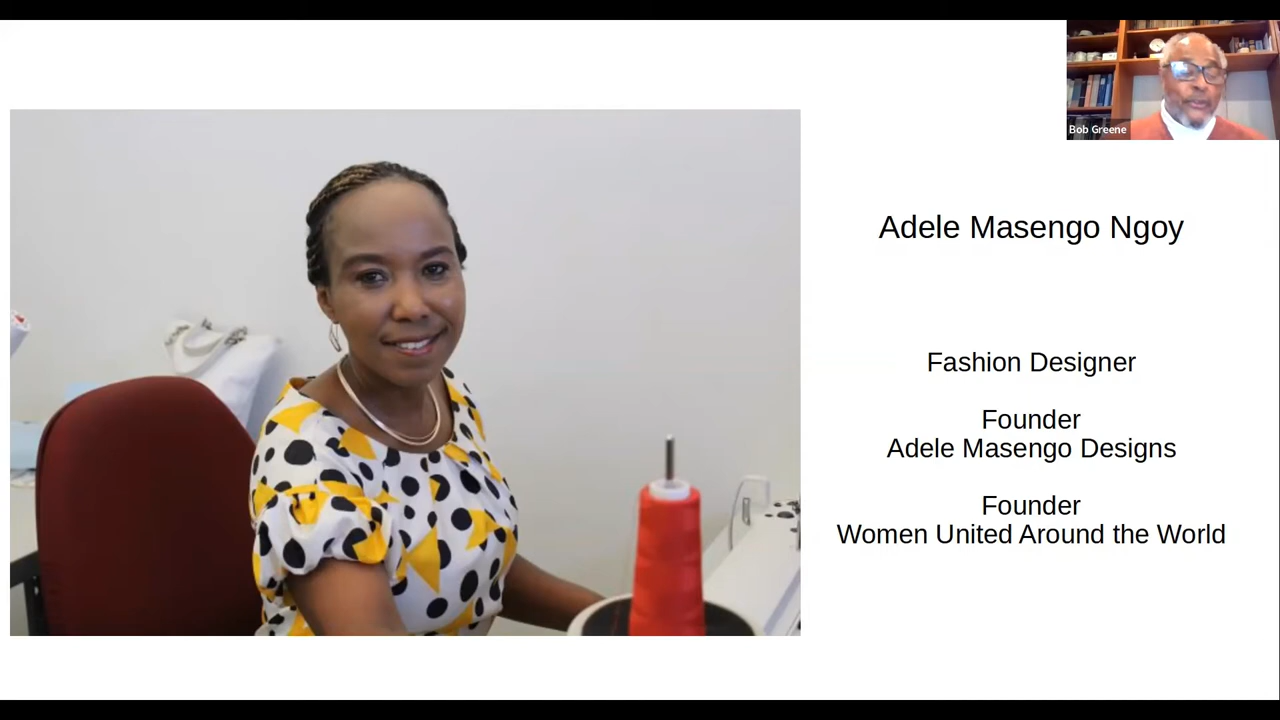 Bob Greene
Adele Masengo Ngoy
Fashion Designer
Founder
Adele Masengo Designs
Founder
Women United Around the World